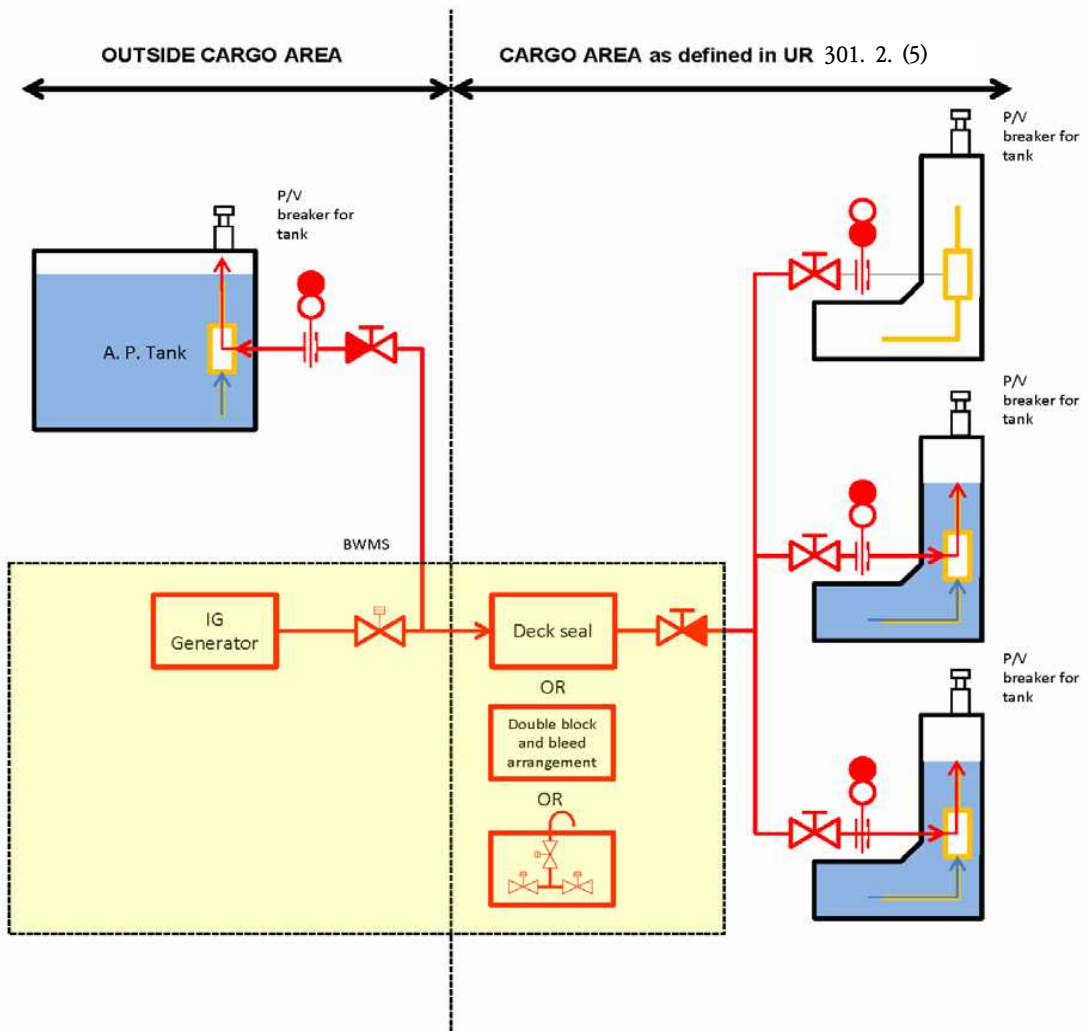 OUTSIDE CARGO AREA
CARGO AREA as defined in UR 301. 2. (5)
P/V
breaker for
tank
P/V
breaker for
tank
A. P. Tank
P/V
breaker for
tank
BWMS
IG
Generator
Deck seal
OR
Double block
and bleed
arrangement
OR
P/V
breaker for
tank